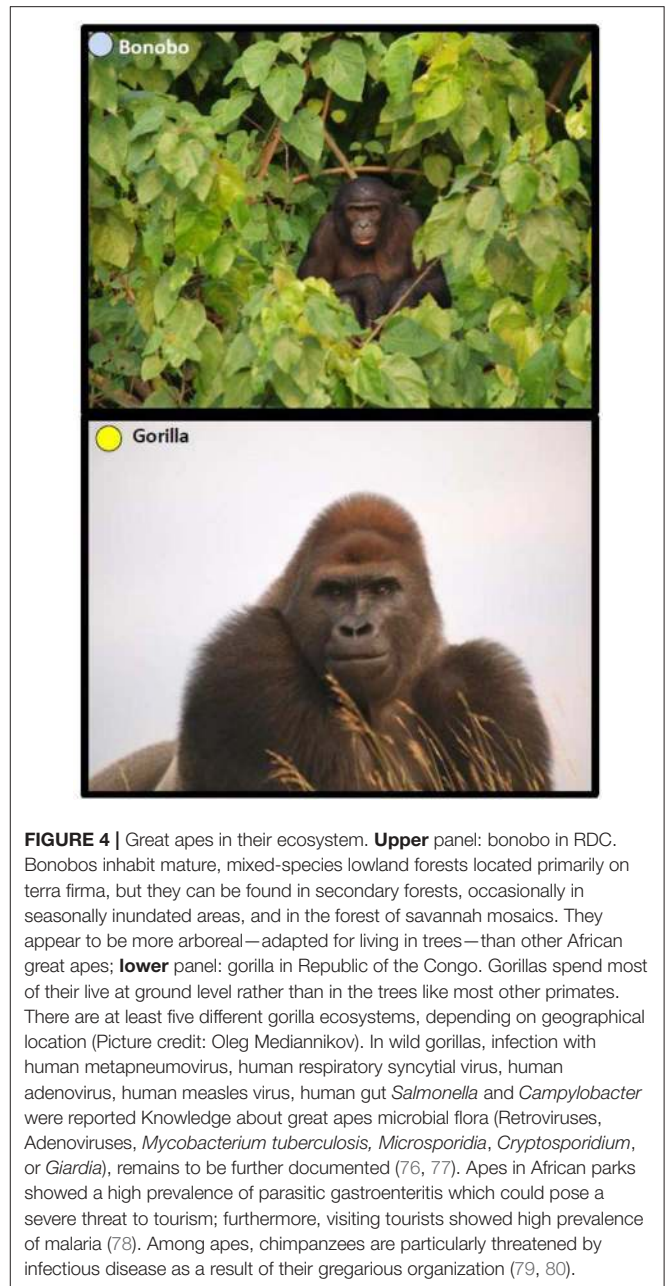 Bonobo
Gorilla
FIGURE 4 | Great apes in their ecosystem. Upper panel: bonobo in RDC.
Bonobos inhabit mature, mixed-species lowland forests located primarily on
terra firma, but they can be found in secondary forests, occasionally in
seasonally inundated areas, and in the forest of savannah mosaics. They
appear to be more arboreal—adapted for living in trees—than other African
great apes; lower panel: gorilla in Republic of the Congo. Gorillas spend most
of their live at ground level rather than in the trees like most other primates.
There are at least five different gorilla ecosystems, depending on geographical
location (Picture credit: Oleg Mediannikov). In wild gorillas, infection with
human metapneumovirus, human respiratory syncytial virus, human
adenovirus, human measles virus, human gut Salmonella and Campylobacter
were reported Knowledge about great apes microbial flora (Retroviruses,
Adenoviruses, Mycobacterium tuberculosis, Microsporidia, Cryptosporidium,
or Giardia), remains to be further documented (76, 77). Apes in African parks
showed a high prevalence of parasitic gastroenteritis which could pose a
severe threat to tourism; furthermore, visiting tourists showed high prevalence
of malaria (78). Among apes, chimpanzees are particularly threatened by
infectious disease as a result of their gregarious organization (79, 80).